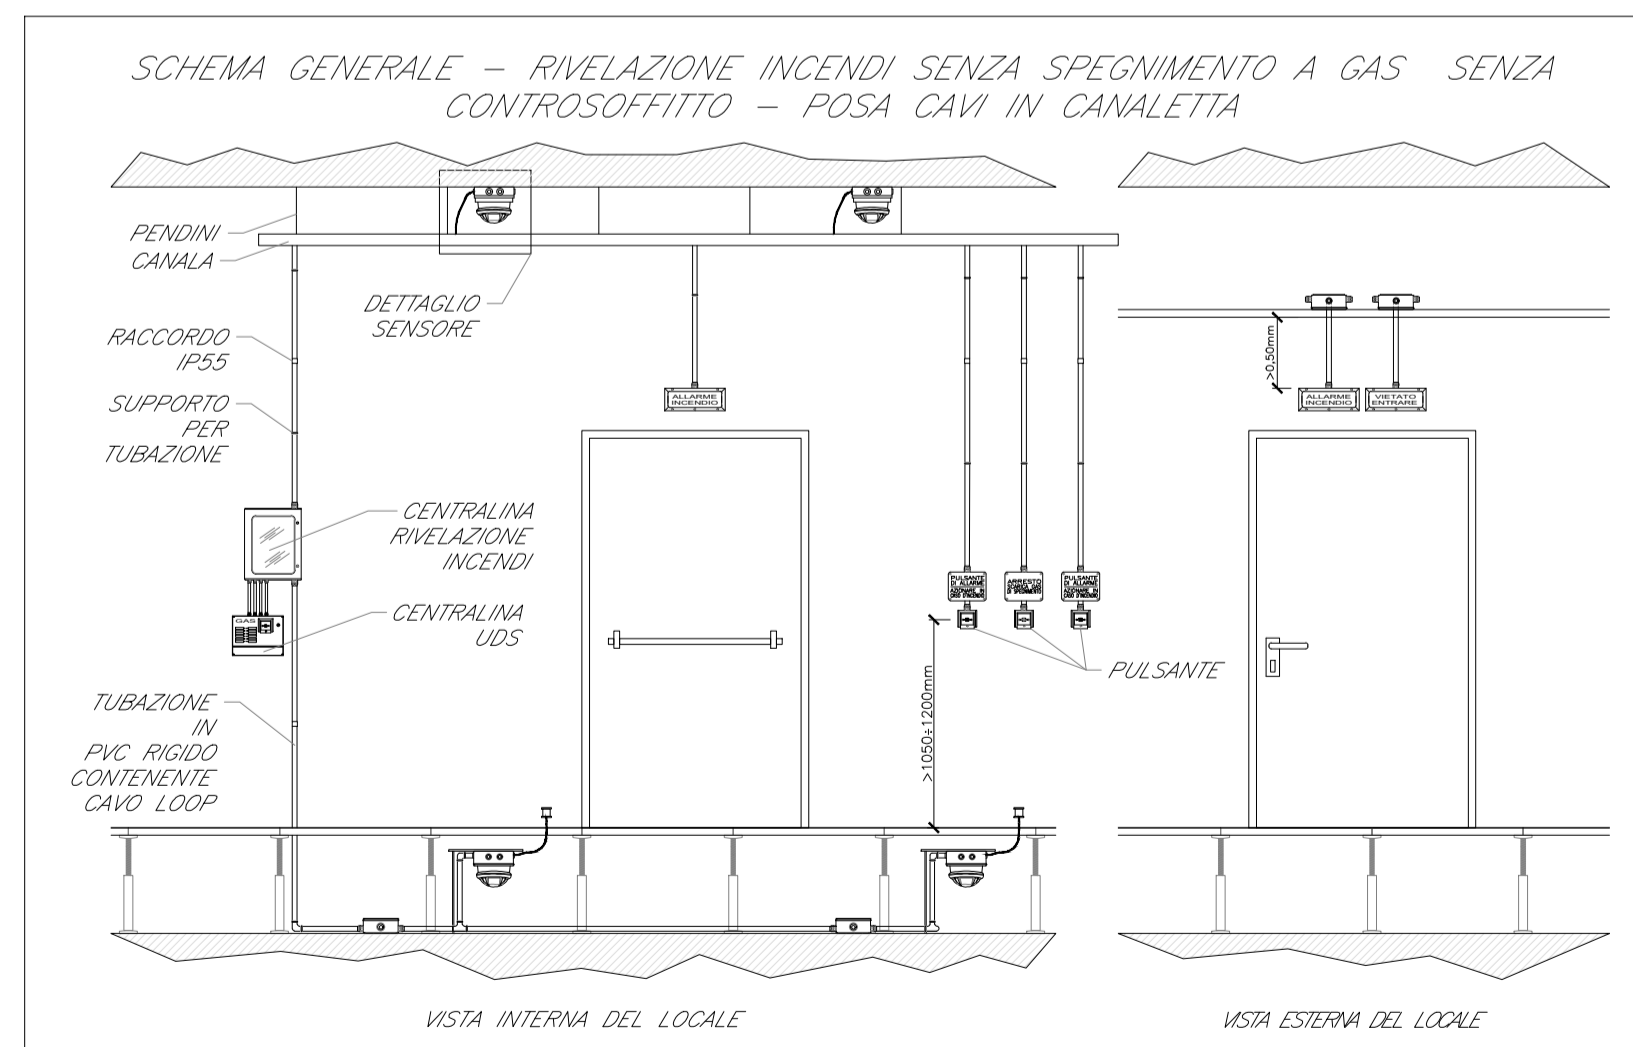 SCHEMA GENERALE – RIVELAZIONE INCENDI SENZA SPEGNIMENTO A GAS SENZA
CONTROSOFFITTO – POSA CAVI IN CANALETTA
PENDINI
CANALA
DETTAGLIO
SENSORE
RACCORDO
IP55
SUPPORTO
PER
TUBAZIONE
CENTRALINA
RIVELAZIONE
INCENDI
CENTRALINA
UDS
GAS
TUBAZIONE
IN
PVC RIGIDO
CONTENENTE
CAVO LOOP
ALLARME
INCENDIO
PULSANTE
DI ALLARME
AZIONARE IN
CASO D'INCENDIO
ARRESTO
SCARICA GAS
DI SPEGNIMENTO
PULSANTE
DI ALLARME
AZIONARE IN
CASO D'INCENDIO
PULSANTE
>1050÷1200mm
>0,50mm
ALLARME
INCENDIO
VIETATO
ENTRARE
VISTA INTERNA DEL LOCALE
VISTA ESTERNA DEL LOCALE